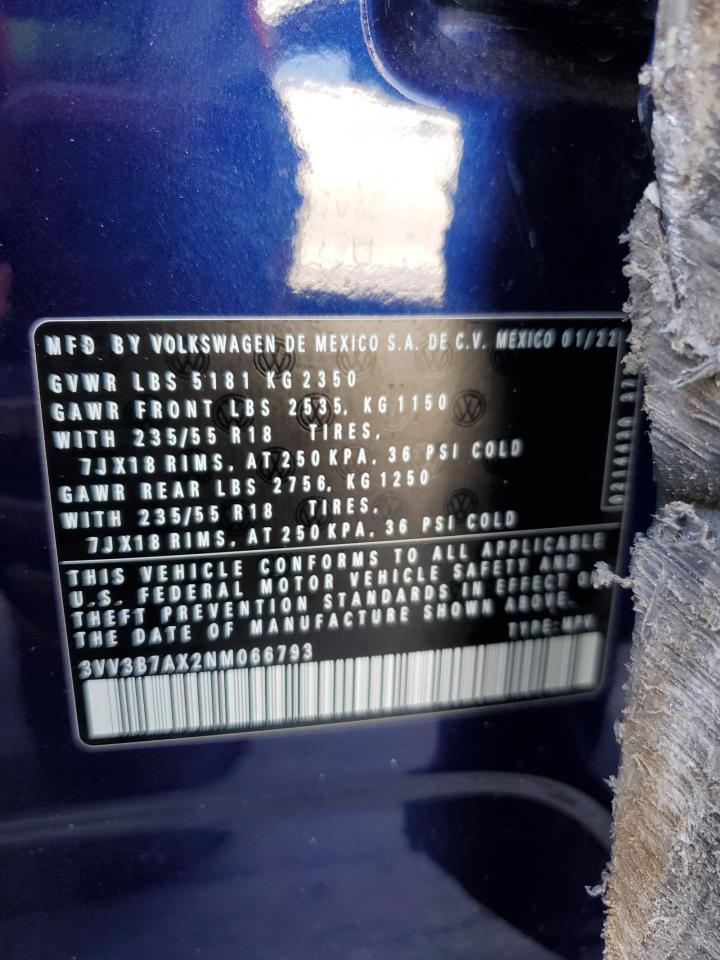 MFD BY VOLKSWAGEN DE MEXICO S.A. DE C.V. MEXICO 01/22
GVWR LBS 5181 KG 2350
GAWR FRONT LBS 2535, KG 1150
WITH 235/55 R18 TIRES,
7JX18 RIMS, AT 250 KPA, 36 PSI COLD
GAWR REAR LBS 2756, KG 1250
WITH 235/55 R18 TIRES,
7JX18 RIMS, AT 250 KPA, 36 PSI COLD
THIS VEHICLE CONFORMS TO ALL APPLICABLE
U.S. FEDERAL MOTOR VEHICLE SAFETY AND
THEFT PREVENTION STANDARDS IN EFFECT ON
THE DATE OF MANUFACTURE SHOWN ABOVE.
TYPE: MPV
3VV3B7AX2NM066793